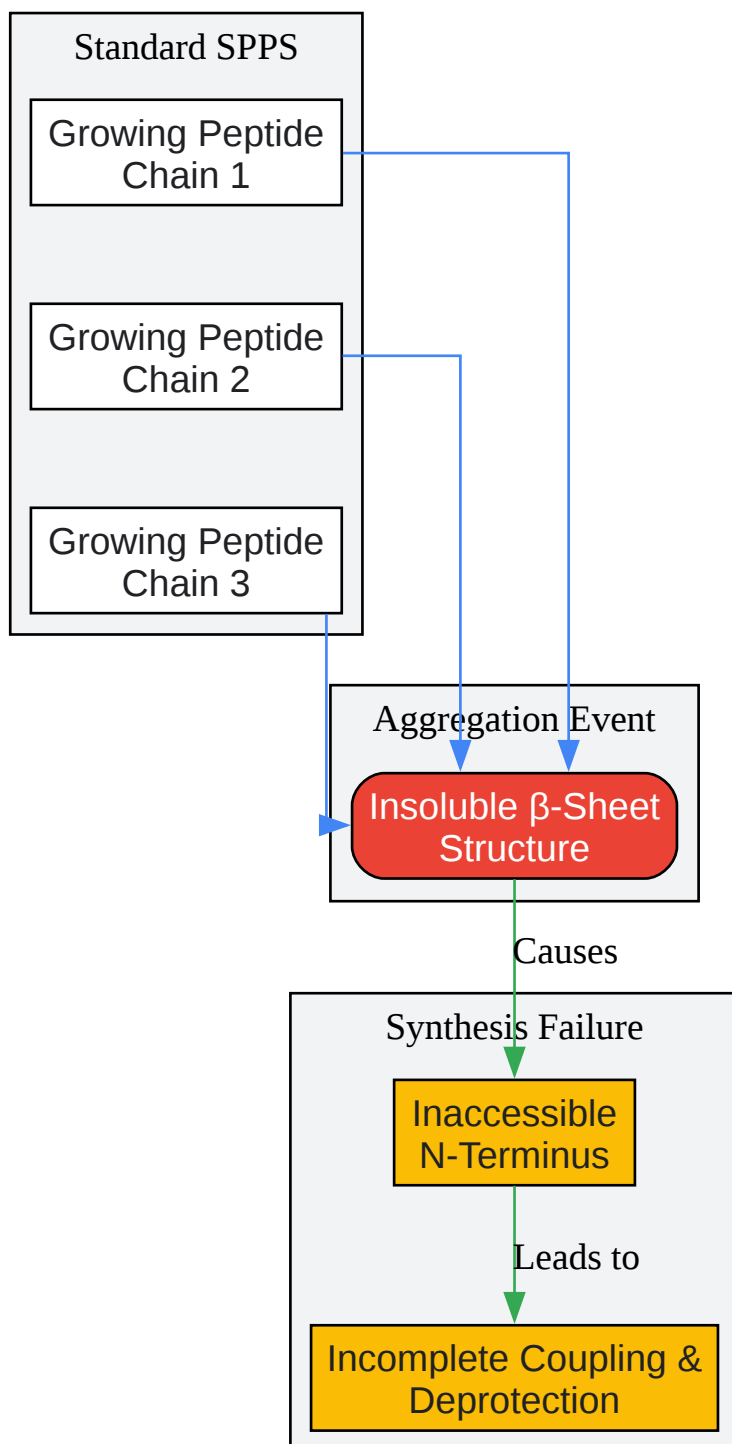 Standard SPPS
Growing Peptide
Chain 1
Growing Peptide
Chain 2
Growing Peptide
Chain 3
Aggregation Event
Insoluble β-Sheet
Structure
Causes
Synthesis Failure
Inaccessible
N-Terminus
Leads to
Incomplete Coupling &
Deprotection